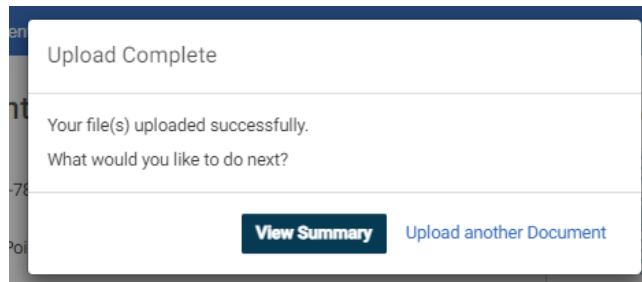 Upload Complete
Your file(s) uploaded successfully.
What would you like to do next?
View Summary
Upload another Document